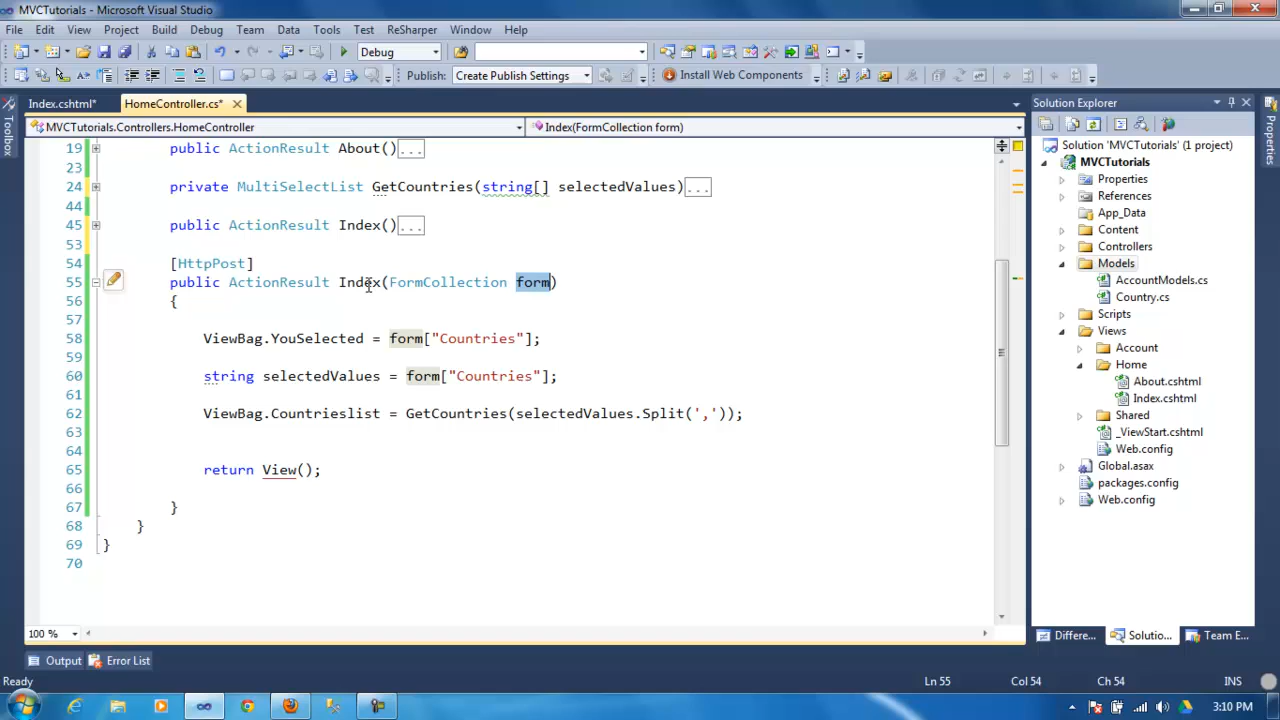 MVCTutorials - Microsoft Visual Studio
File Edit View Project Build Debug Team Data Tools Test ReSharper Window Help
Debug
Publish: Create Publish Settings Install Web Components
Index.cshtml* HomeController.cs*
MVCTutorials.Controllers.HomeController Index(FormCollection form)
Toolbox
19 public ActionResult About()...
23
24 private MultiSelectList GetCountries(string[] selectedValues)...
44
45 public ActionResult Index()...
53
54 [HttpPost]
55 public ActionResult Index(FormCollection form)
56 {
57
58 ViewBag.YouSelected = form["Countries"];
59
60 string selectedValues = form["Countries"];
61
62 ViewBag.Countrieslist = GetCountries(selectedValues.Split(','));
63
64
65 return View();
66
67 }
68 }
69 }
70
100 %
Solution Explorer
Solution 'MVCTutorials' (1 project)
MVCTutorials
Properties
References
App_Data
Content
Controllers
Models
AccountModels.cs
Country.cs
Scripts
Views
Account
Home
About.cshtml
Index.cshtml
Shared
_ViewStart.cshtml
Web.config
Global.asax
packages.config
Web.config
Differe... Solutio... Team E...
Properties
Output Error List
Ready Ln 55 Col 54 Ch 54 INS
3:10 PM